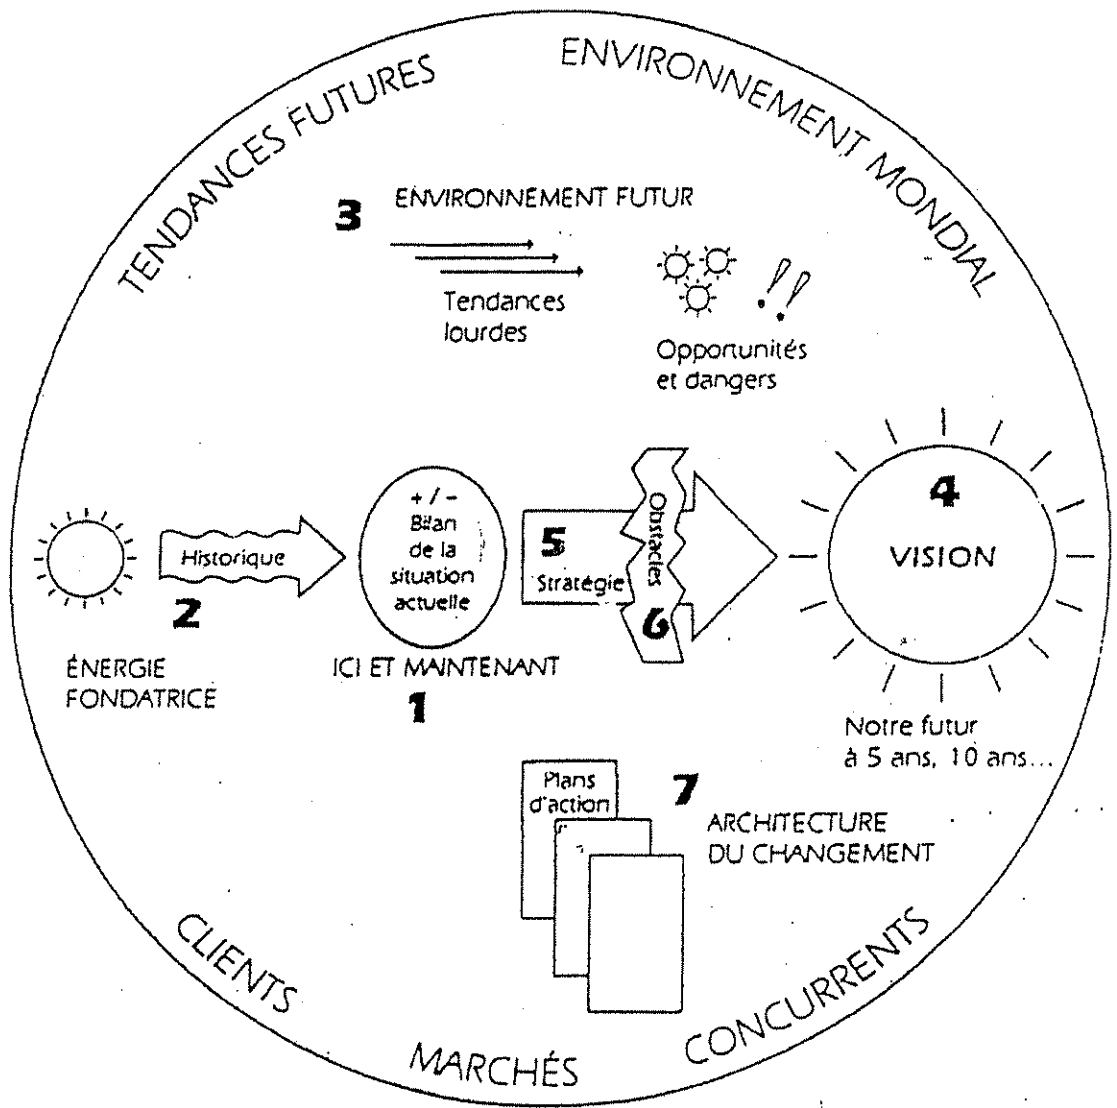 TENDANCES FUTURES
ENVIRONNEMENT MONDIAL
3
ENVIRONNEMENT FUTUR
Tendances
lourdes
!!
Opportunités
et dangers
Historique
2
ÉNERGIE
FONDATRICE
+ / −
Bilan
de la
situation
actuelle
ICI ET MAINTENANT
1
5
Stratégie
Obstacles
6
4
VISION
Notre futur
à 5 ans, 10 ans...
Plans
d'action
7
ARCHITECTURE
DU CHANGEMENT
CLIENTS
MARCHÉS
CONCURRENTS